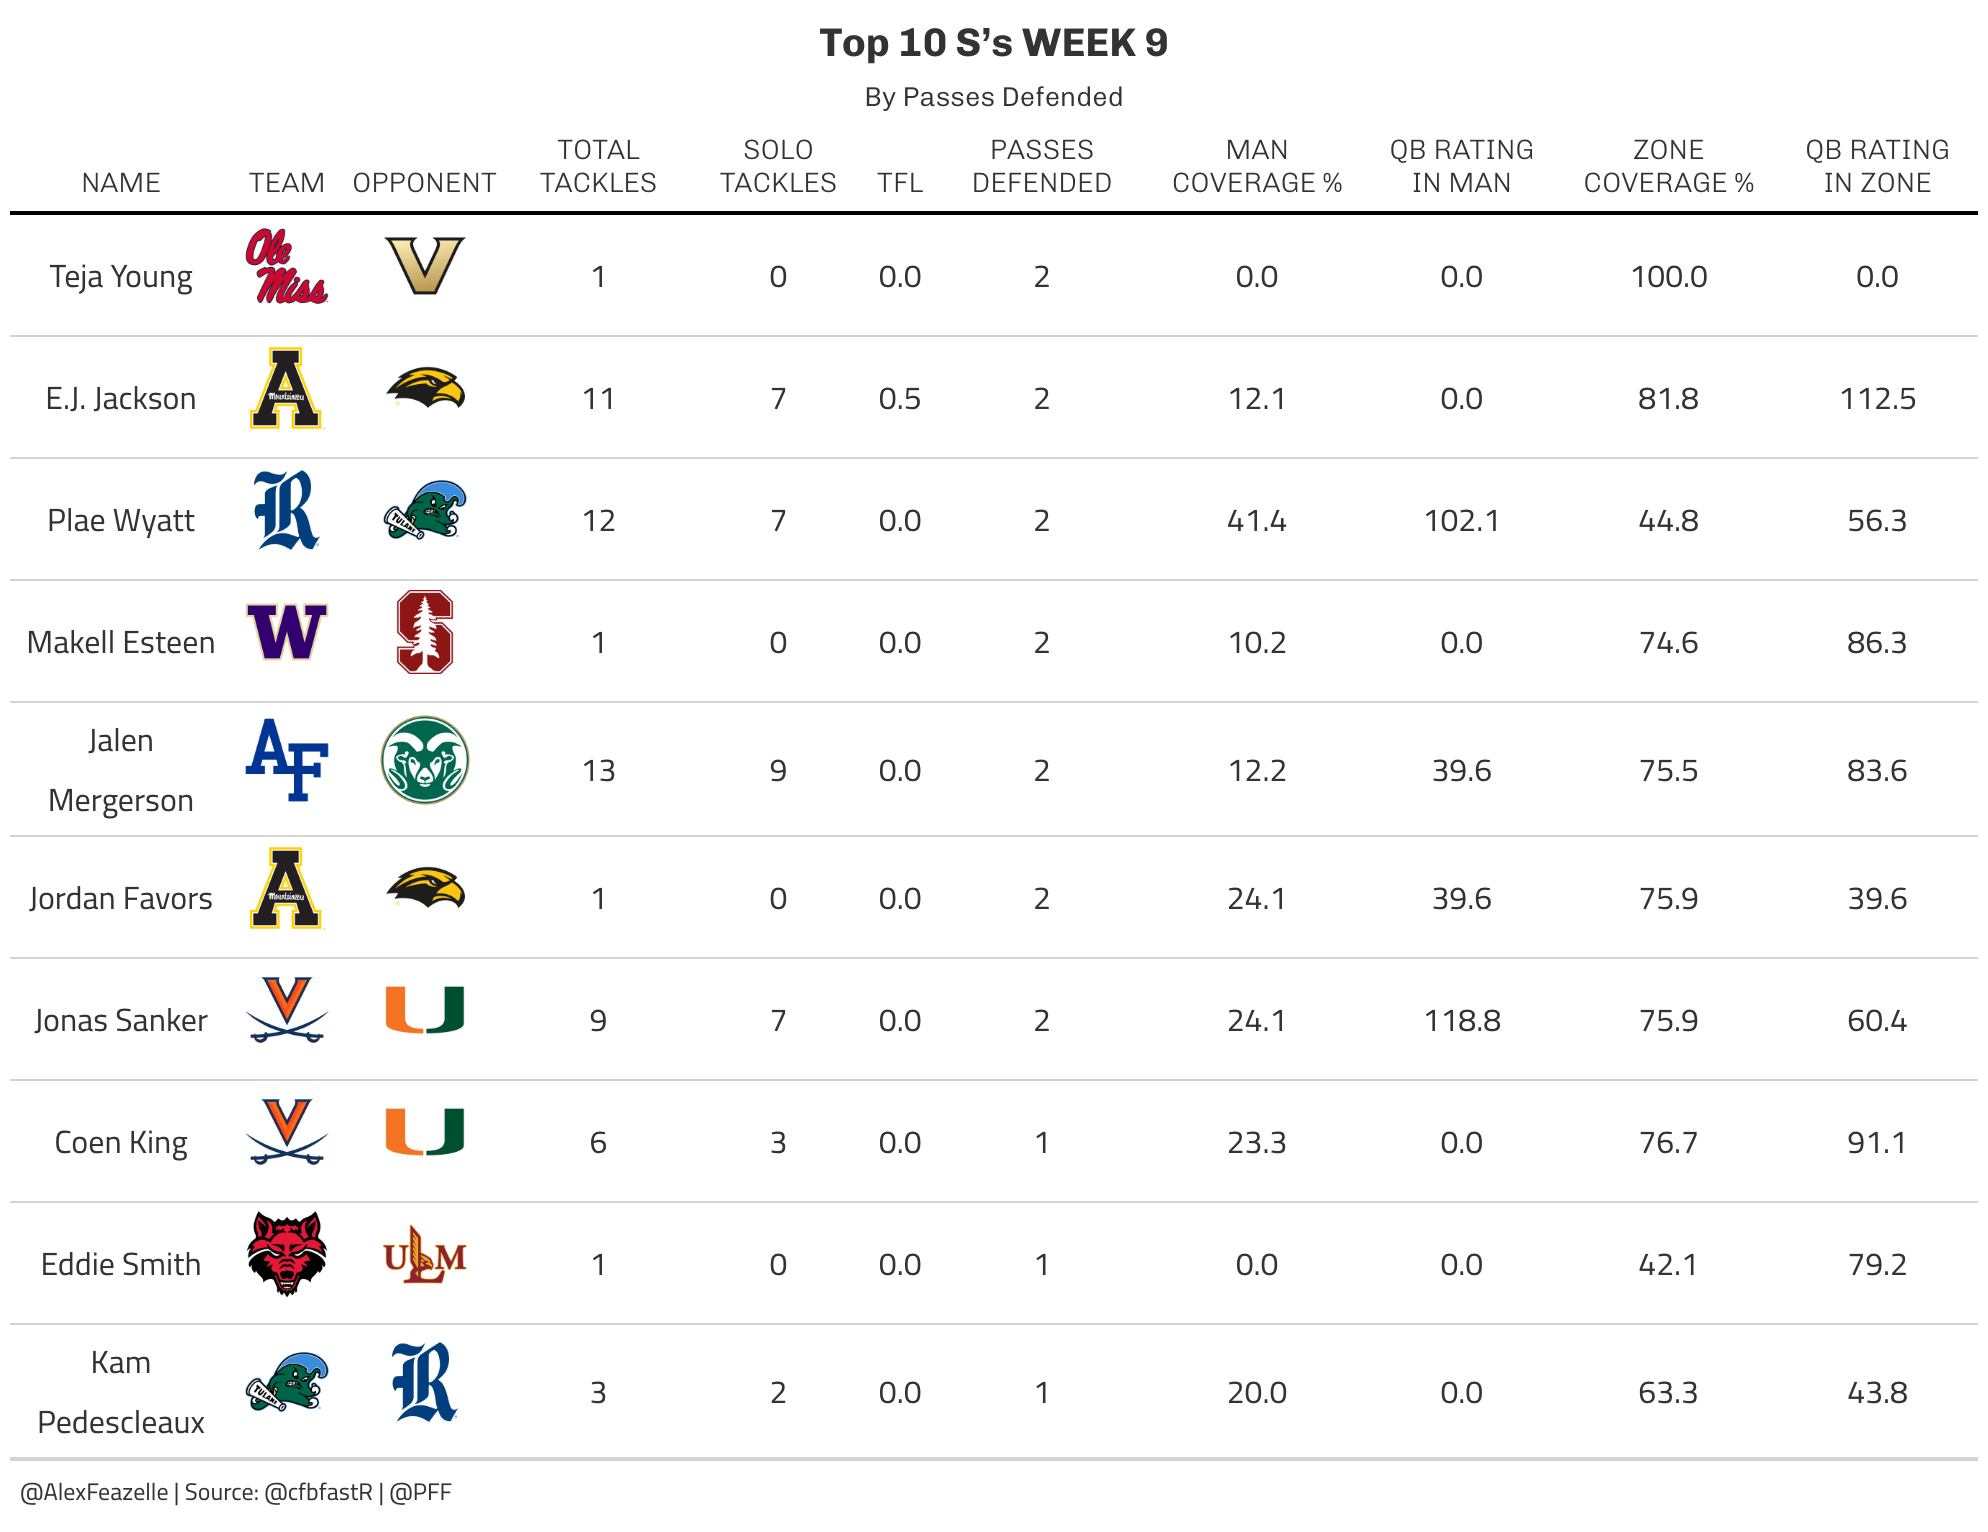 Top 10 S’s WEEK 9
By Passes Defended
NAME TEAM OPPONENT TOTAL TACKLES SOLO TACKLES TFL PASSES DEFENDED MAN COVERAGE % QB RATING IN MAN ZONE COVERAGE % QB RATING IN ZONE
Teja Young Ole Miss V 1 0 0.0 2 0.0 0.0 100.0 0.0
E.J. Jackson A Mountaineers 11 7 0.5 2 12.1 0.0 81.8 112.5
Plae Wyatt R TULANE 12 7 0.0 2 41.4 102.1 44.8 56.3
Makell Esteen W S 1 0 0.0 2 10.2 0.0 74.6 86.3
Jalen Mergerson AF 13 9 0.0 2 12.2 39.6 75.5 83.6
Jordan Favors A Mountaineers 1 0 0.0 2 24.1 39.6 75.9 39.6
Jonas Sanker V U 9 7 0.0 2 24.1 118.8 75.9 60.4
Coen King V U 6 3 0.0 1 23.3 0.0 76.7 91.1
Eddie Smith ULM 1 0 0.0 1 0.0 0.0 42.1 79.2
Kam Pedescleaux TULANE R 3 2 0.0 1 20.0 0.0 63.3 43.8
@AlexFeazelle | Source: @cfbfastR | @PFF